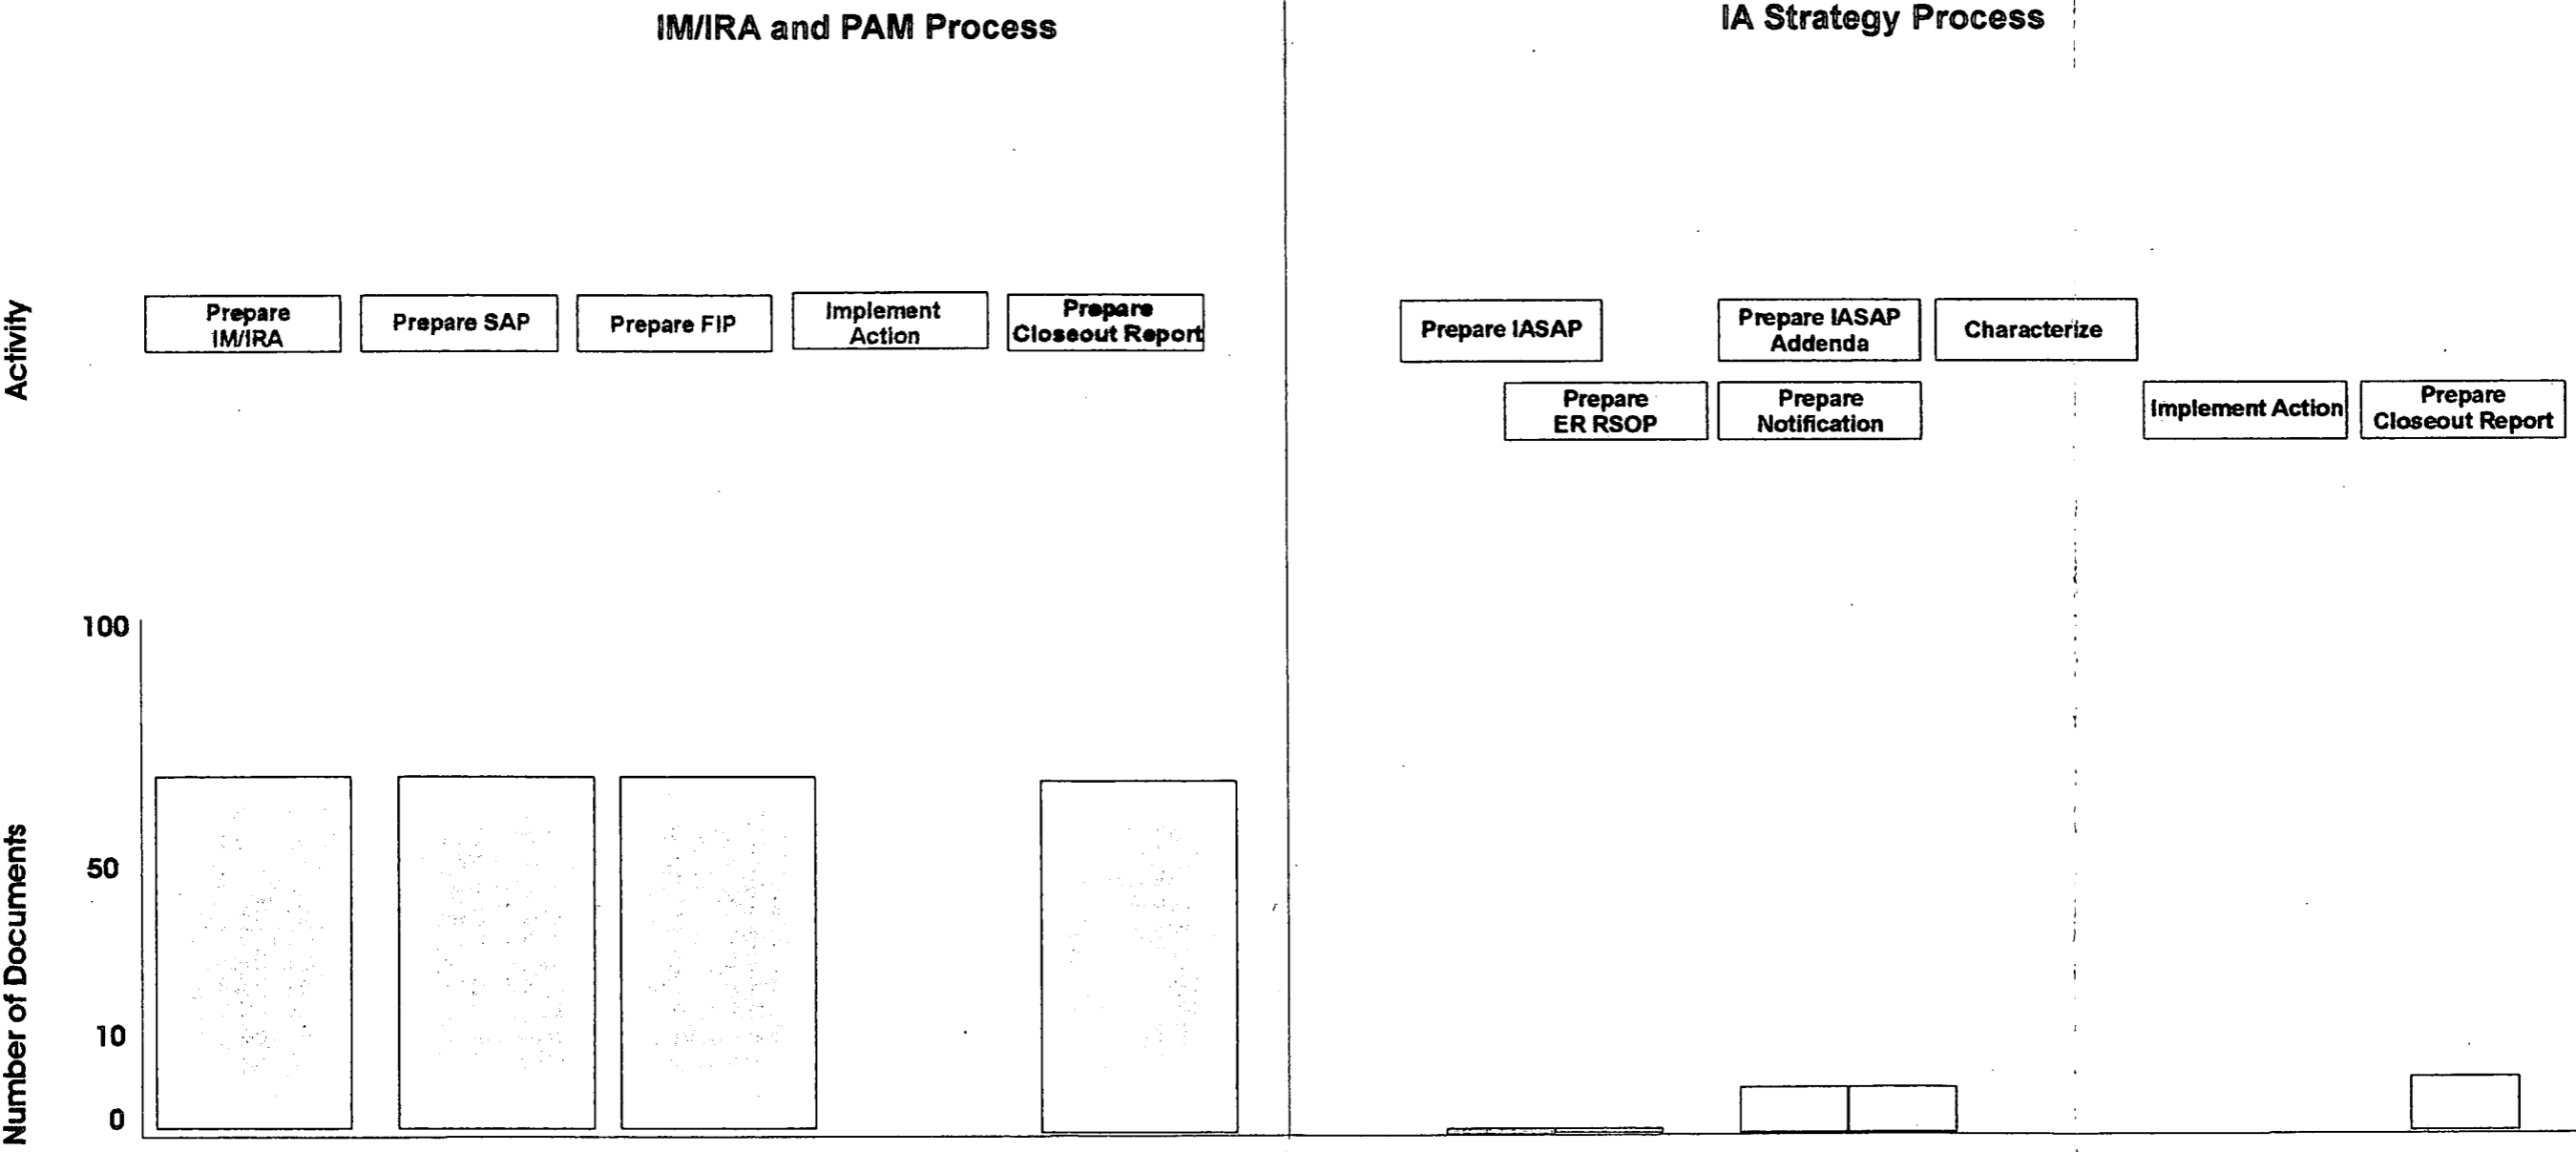 IM/IRA and PAM Process
IA Strategy Process
Activity
Prepare
IM/IRA
Prepare SAP
Prepare FIP
Implement
Action
Prepare
Closeout Report
Prepare IASAP
Prepare IASAP
Addenda
Characterize
Prepare
ER RSOP
Prepare
Notification
Implement Action
Prepare
Closeout Report
Number of Documents
100
50
10
0